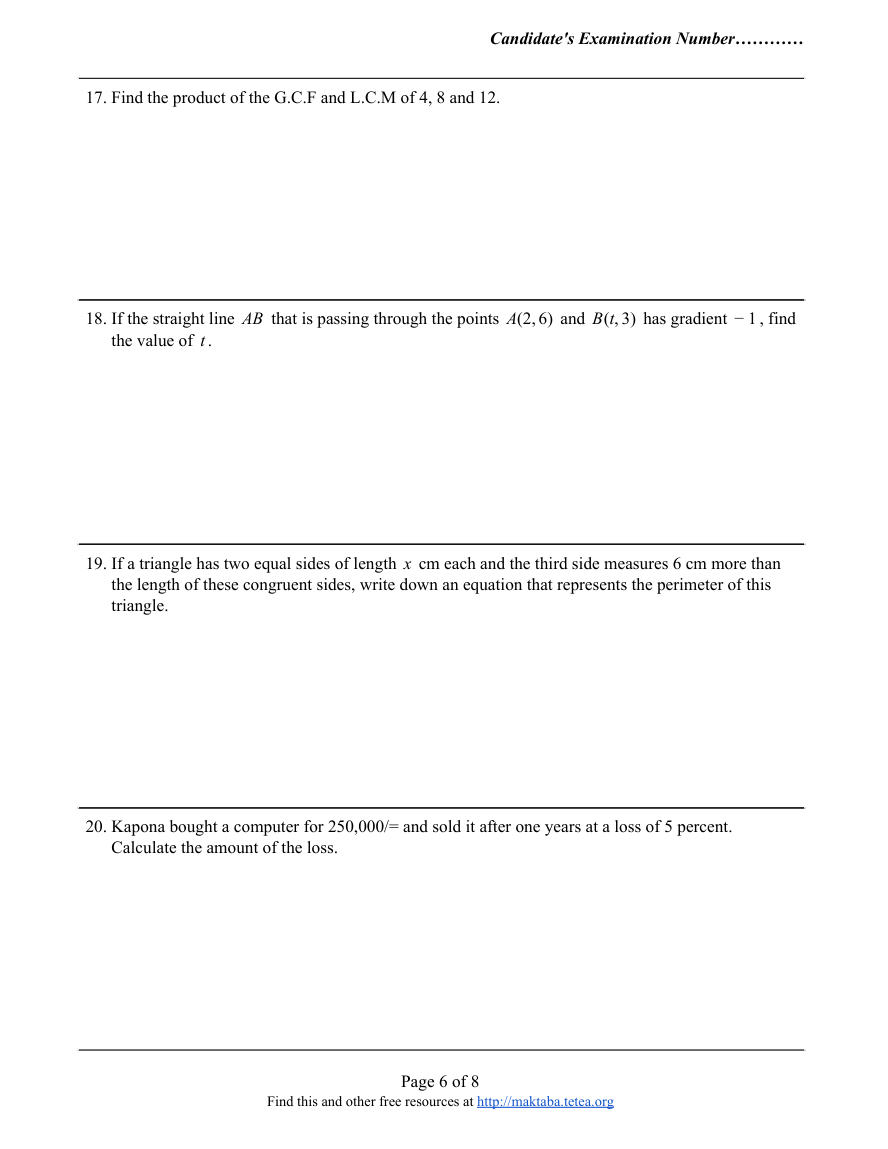 Candidate's Examination Number…………
17. Find the product of the G.C.F and L.C.M of 4, 8 and 12.
18. If the straight line AB that is passing through the points A(2, 6) and B(t, 3) has gradient − 1 , find
the value of t .
19. If a triangle has two equal sides of length x cm each and the third side measures 6 cm more than
the length of these congruent sides, write down an equation that represents the perimeter of this
triangle.
20. Kapona bought a computer for 250,000/= and sold it after one years at a loss of 5 percent.
Calculate the amount of the loss.
Page 6 of 8
Find this and other free resources at http://maktaba.tetea.org